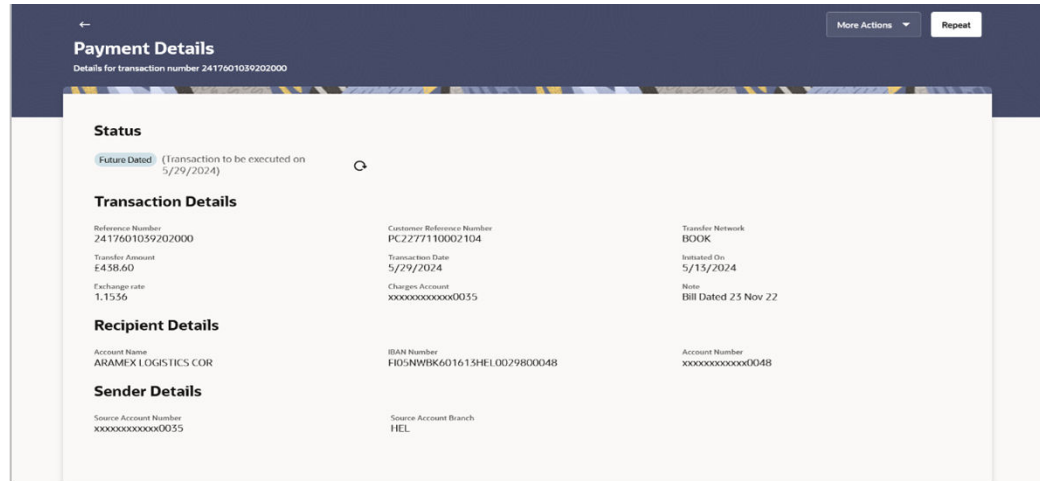 More Actions
Repeat
Payment Details
Details for transaction number 2417601039202000
Status
Future Dated (Transaction to be executed on
5/29/2024)
Transaction Details
Reference Number Customer Reference Number Transfer Network
2417601039202000 PC2277110002104 BOOK
Transfer Amount Transaction Date Initiated On
£438.60 5/29/2024 5/13/2024
Exchange rate Charges Account Note
1.1536 xxxxxxxxxxxx0035 Bill Dated 23 Nov 22
Recipient Details
Account Name IBAN Number Account Number
ARAMEX LOGISTICS COR FI05NWBK601613HEL0029800048 xxxxxxxxxxxx0048
Sender Details
Source Account Number Source Account Branch
xxxxxxxxxxxx0035 HEL